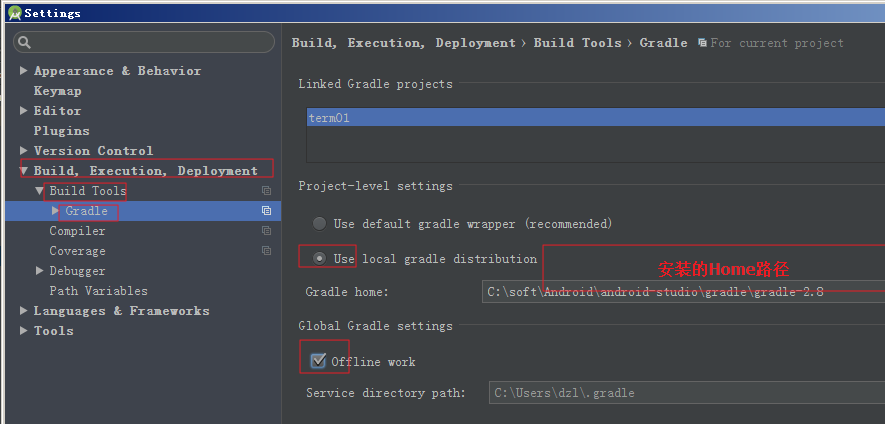 Settings
Build, Execution, Deployment › Build Tools › Gradle For current project
Appearance & Behavior
Keymap
Editor
Plugins
Version Control
Build, Execution, Deployment
Build Tools
Gradle
Compiler
Coverage
Debugger
Path Variables
Languages & Frameworks
Tools
Linked Gradle projects
term01
Project-level settings
Use default gradle wrapper (recommended)
Use local gradle distribution
安装的Home路径
Gradle home:
C:\soft\Android\android-studio\gradle\gradle-2.8
Global Gradle settings
Offline work
Service directory path:
C:\Users\dzl\.gradle